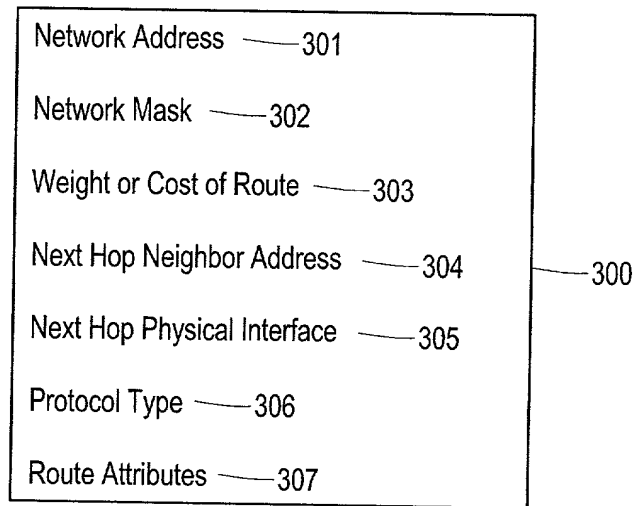 Network Address 301
Network Mask 302
Weight or Cost of Route 303
Next Hop Neighbor Address 304
300
Next Hop Physical Interface 305
Protocol Type 306
Route Attributes 307